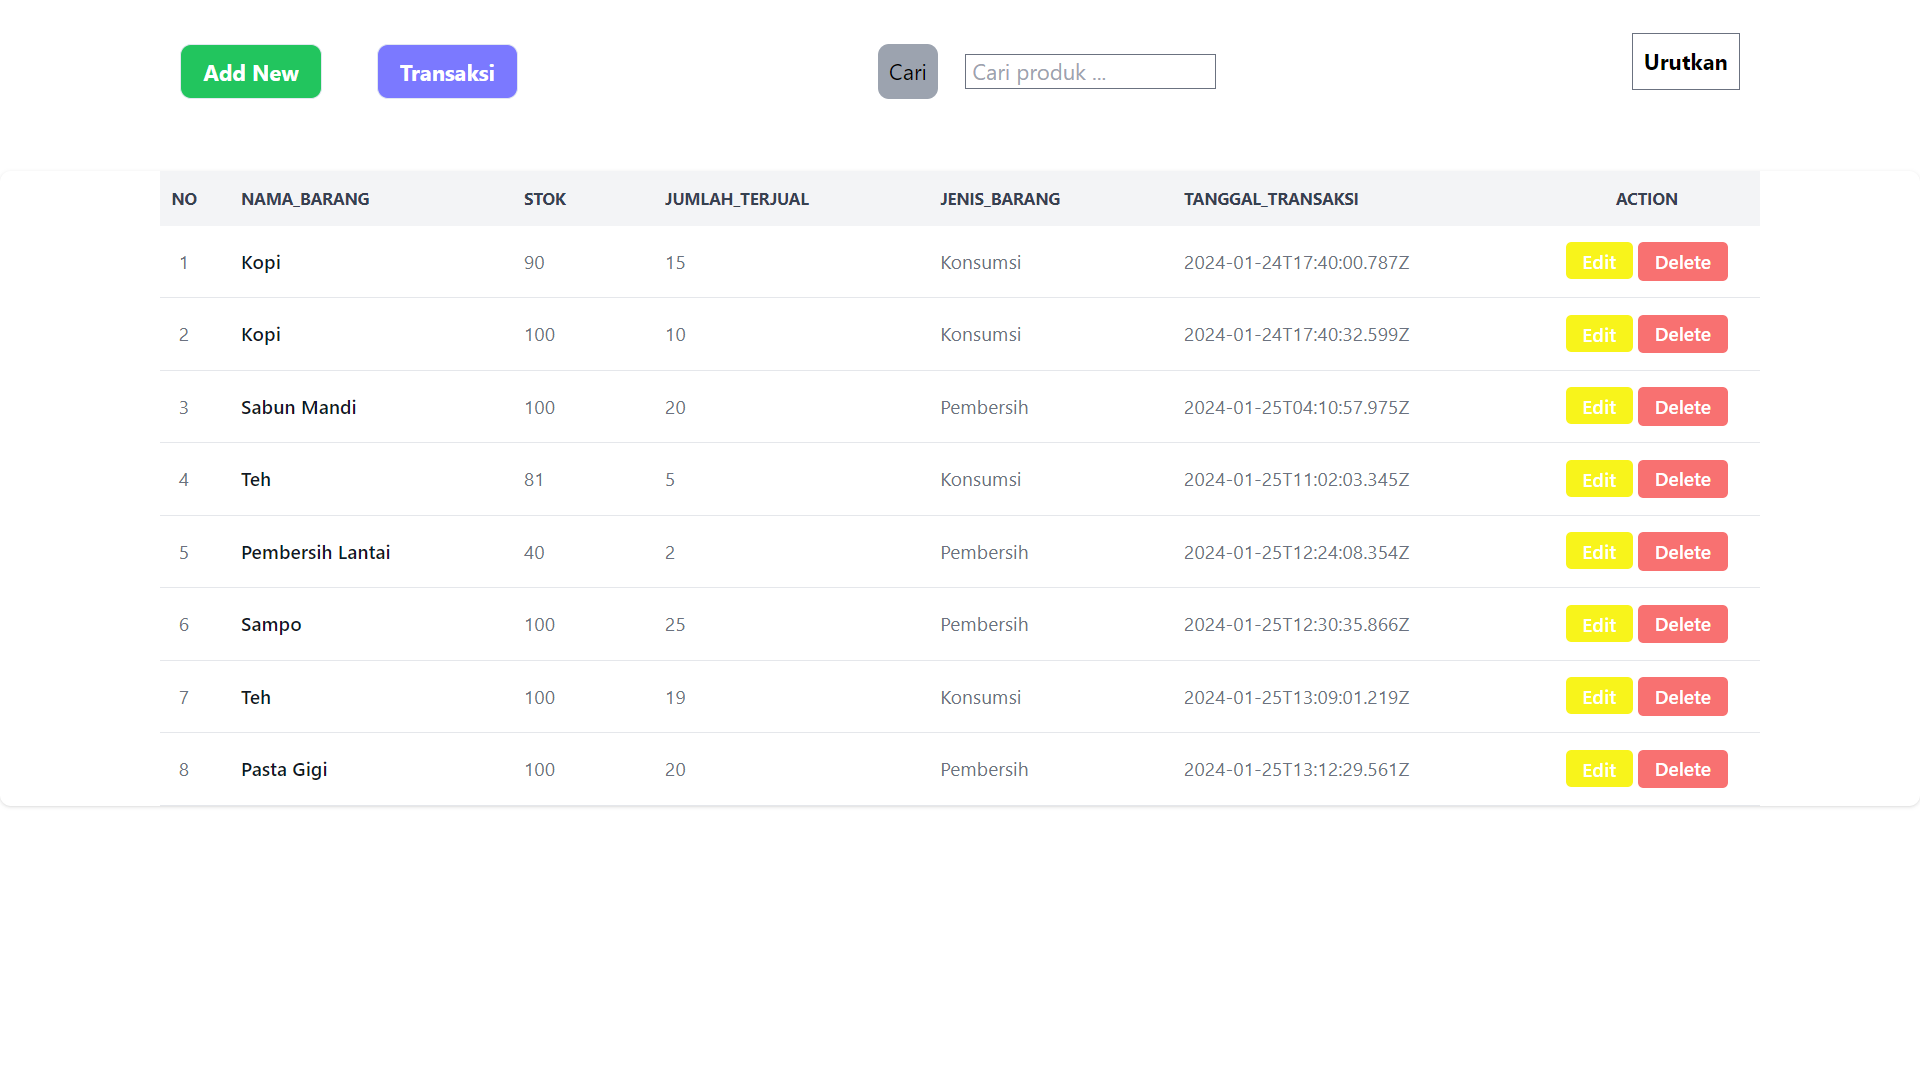 Add New Transaksi Cari Cari produk ... Urutkan
NO NAMA_BARANG STOK JUMLAH_TERJUAL JENIS_BARANG TANGGAL_TRANSAKSI ACTION
1 Kopi 90 15 Konsumsi 2024-01-24T17:40:00.787Z Edit Delete
2 Kopi 100 10 Konsumsi 2024-01-24T17:40:32.599Z Edit Delete
3 Sabun Mandi 100 20 Pembersih 2024-01-25T04:10:57.975Z Edit Delete
4 Teh 81 5 Konsumsi 2024-01-25T11:02:03.345Z Edit Delete
5 Pembersih Lantai 40 2 Pembersih 2024-01-25T12:24:08.354Z Edit Delete
6 Sampo 100 25 Pembersih 2024-01-25T12:30:35.866Z Edit Delete
7 Teh 100 19 Konsumsi 2024-01-25T13:09:01.219Z Edit Delete
8 Pasta Gigi 100 20 Pembersih 2024-01-25T13:12:29.561Z Edit Delete